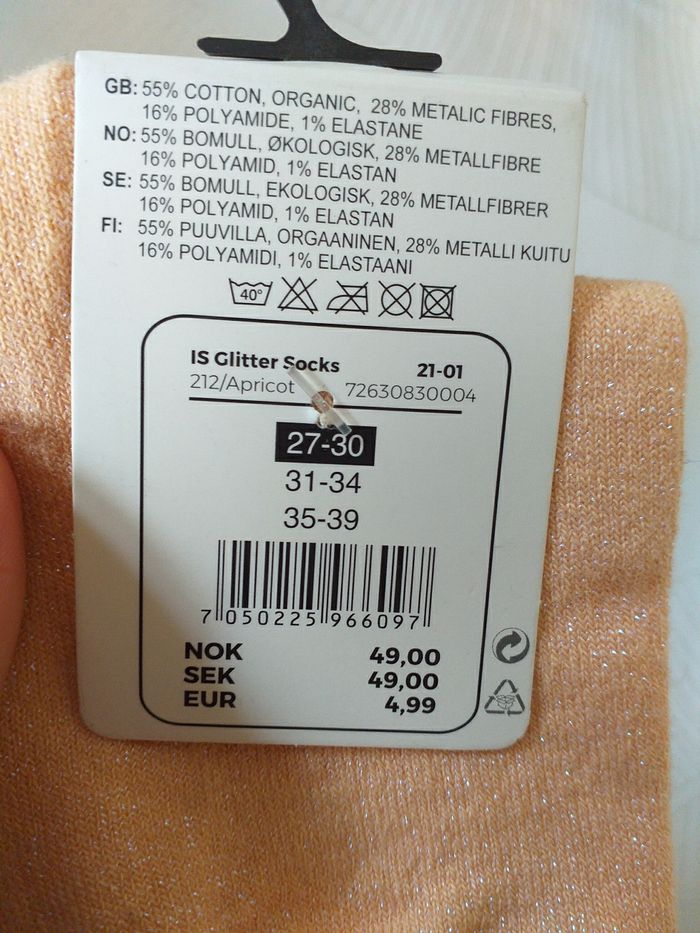 GB: 55% COTTON, ORGANIC, 28% METALIC FIBRES,
16% POLYAMIDE, 1% ELASTANE
NO: 55% BOMULL, ØKOLOGISK, 28% METALLFIBRE
16% POLYAMID, 1% ELASTAN
SE: 55% BOMULL, EKOLOGISK, 28% METALLFIBRER
16% POLYAMID, 1% ELASTAN
FI: 55% PUUVILLA, ORGAANINEN, 28% METALLI KUITU
16% POLYAMIDI, 1% ELASTAANI
40°
IS Glitter Socks 21-01
212/Apricot 72630830004
27-30
31-34
35-39
7 050225 966097
NOK 49,00
SEK 49,00
EUR 4,99